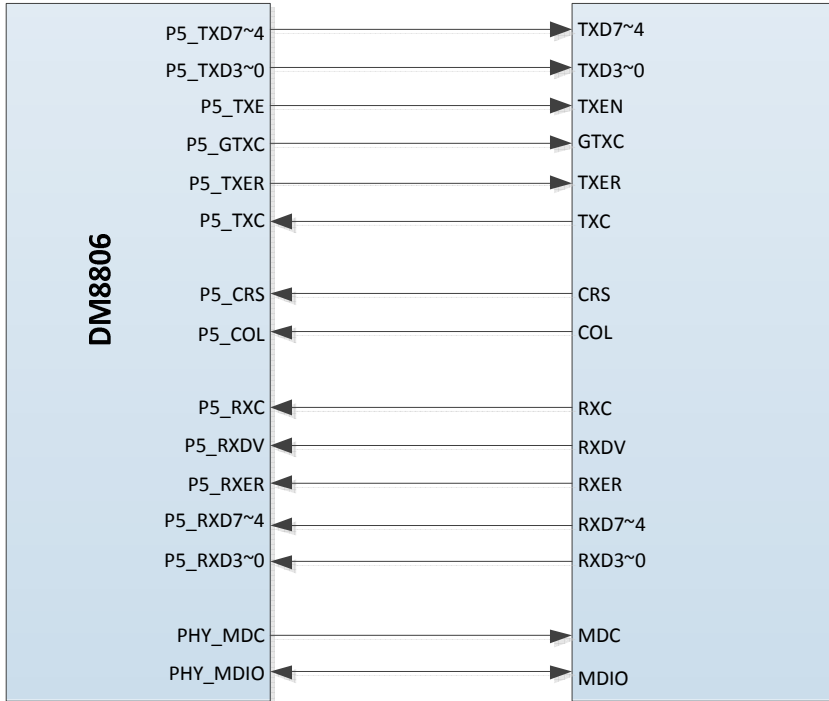 P5_TXD7~4 TXD7~4
P5_TXD3~0 TXD3~0
P5_TXE TXEN
P5_GTXC GTXC
P5_TXER TXER
P5_TXC TXC
DM8806
P5_CRS CRS
P5_COL COL
P5_RXC RXC
P5_RXDV RXDV
P5_RXER RXER
P5_RXD7~4 RXD7~4
P5_RXD3~0 RXD3~0
PHY_MDC MDC
PHY_MDIO MDIO